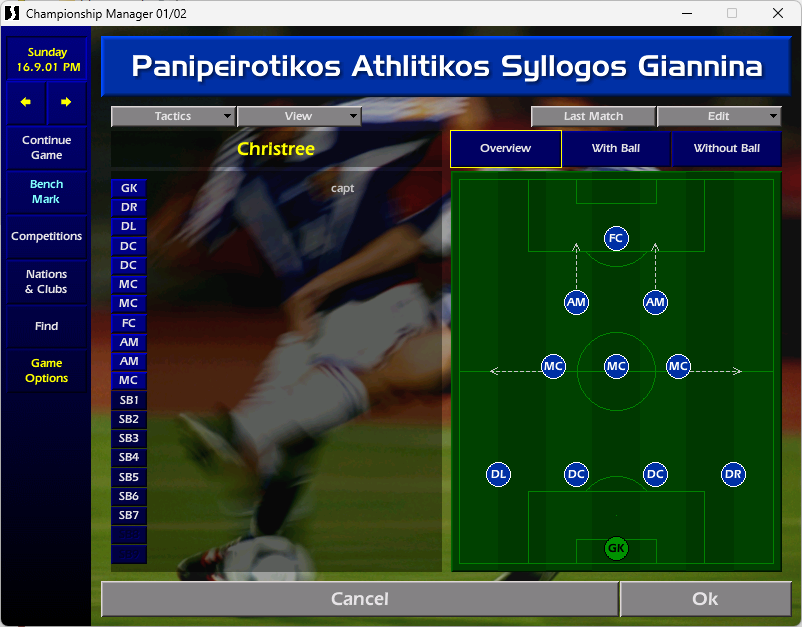 Championship Manager 01/02
Sunday
16.9.01 PM
Panipeirotikos Athlitikos Syllogos Giannina
Tactics
View
Last Match
Edit
Continue
Game
Bench
Mark
Competitions
Nations
& Clubs
Find
Game
Options
Christree
Overview
With Ball
Without Ball
GK capt
DR
DL
DC
DC
MC
MC
FC
AM
AM
MC
SB1
SB2
SB3
SB4
SB5
SB6
SB7
FC
AM AM
MC MC MC
DL DC DC DR
GK
Cancel
Ok